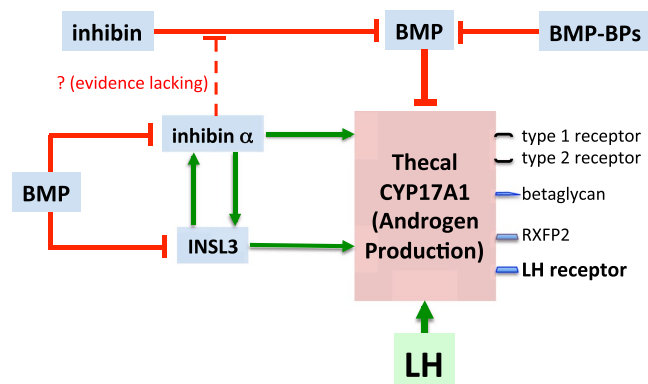 inhibin
BMP
BMP-BPs
? (evidence lacking)
inhibin α
BMP
INSL3
Thecal
CYP17A1
(Androgen
Production)
type 1 receptor
type 2 receptor
betaglycan
RXFP2
LH receptor
LH